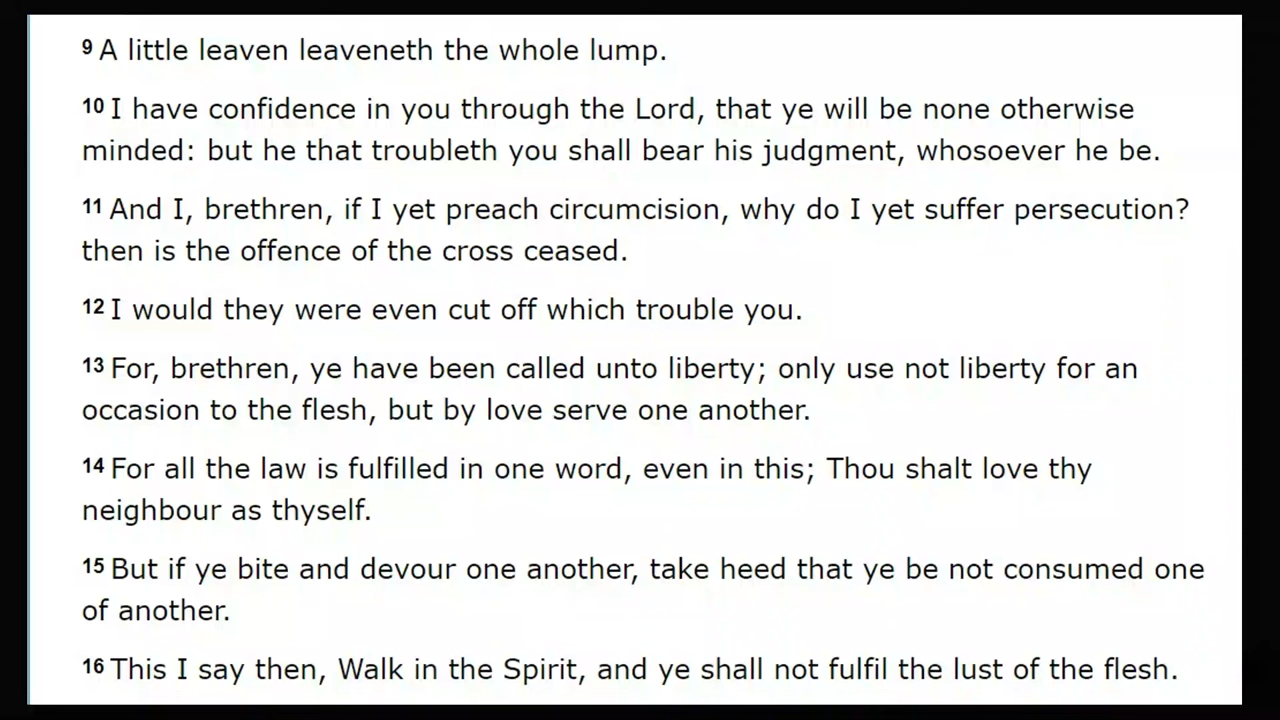 9 A little leaven leaveneth the whole lump.
10 I have confidence in you through the Lord, that ye will be none otherwise
minded: but he that troubleth you shall bear his judgment, whosoever he be.
11 And I, brethren, if I yet preach circumcision, why do I yet suffer persecution?
then is the offence of the cross ceased.
12 I would they were even cut off which trouble you.
13 For, brethren, ye have been called unto liberty; only use not liberty for an
occasion to the flesh, but by love serve one another.
14 For all the law is fulfilled in one word, even in this; Thou shalt love thy
neighbour as thyself.
15 But if ye bite and devour one another, take heed that ye be not consumed one
of another.
16 This I say then, Walk in the Spirit, and ye shall not fulfil the lust of the flesh.